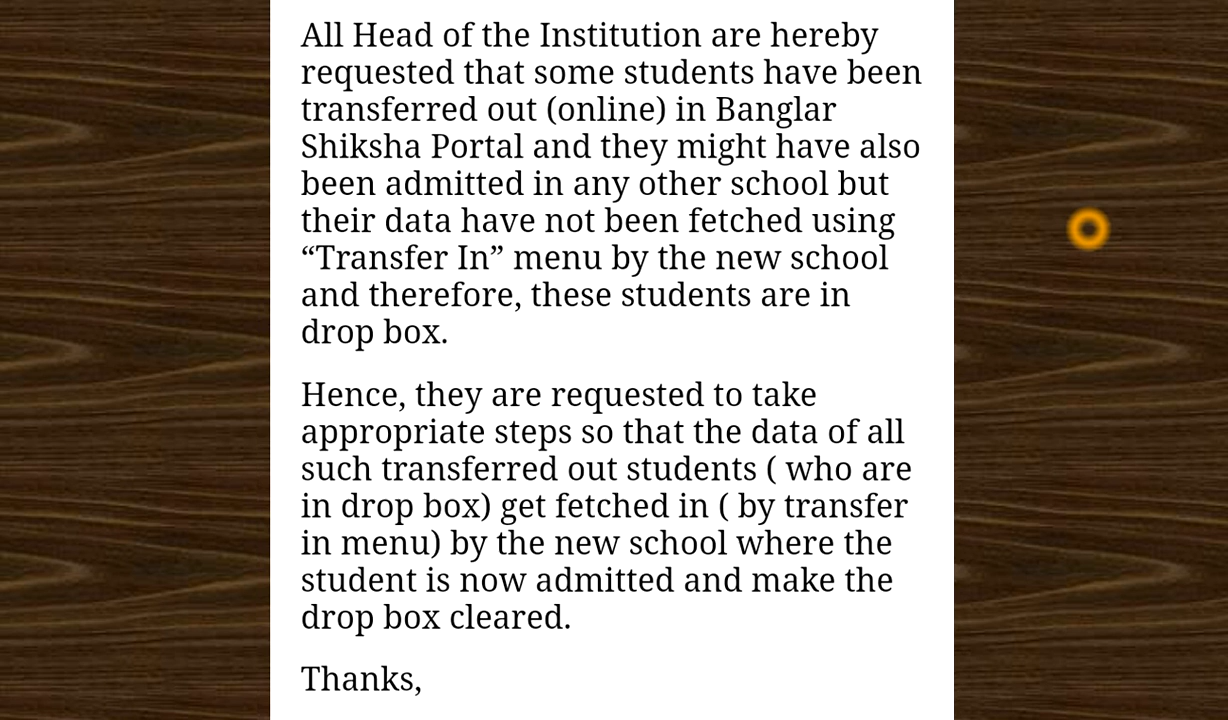 All Head of the Institution are hereby
requested that some students have been
transferred out (online) in Banglar
Shiksha Portal and they might have also
been admitted in any other school but
their data have not been fetched using
“Transfer In” menu by the new school
and therefore, these students are in
drop box.
Hence, they are requested to take
appropriate steps so that the data of all
such transferred out students ( who are
in drop box) get fetched in ( by transfer
in menu) by the new school where the
student is now admitted and make the
drop box cleared.
Thanks,